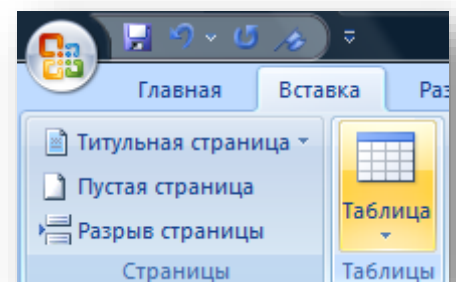 Главная Вставка
Титульная страница
Пустая страница
Разрыв страницы
Таблица
Страницы Таблицы